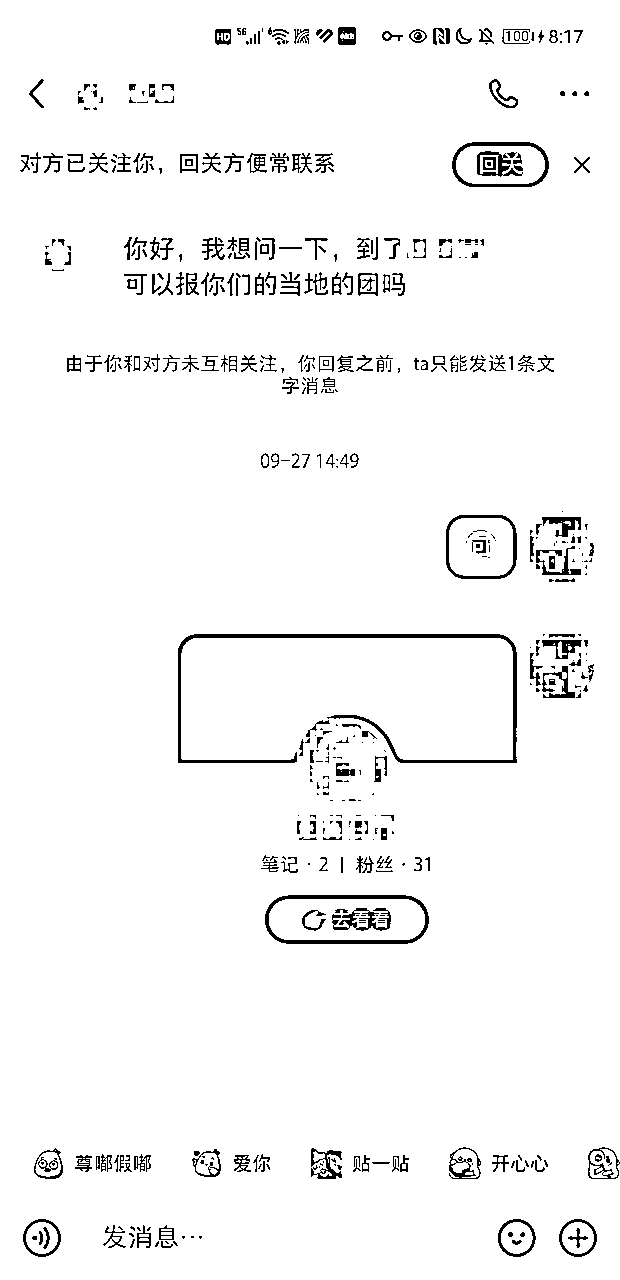 HD 5G 100 8:17
对方已关注你，回关方便常联系
回关
你好，我想问一下，到了
可以报你们的当地的团吗
由于你和对方未互相关注，你回复之前，ta只能发送1条文
字消息
09-27 14:49
笔记 · 2 | 粉丝 · 31
去看看
尊嘟假嘟 爱你 贴一贴 开心心
发消息…